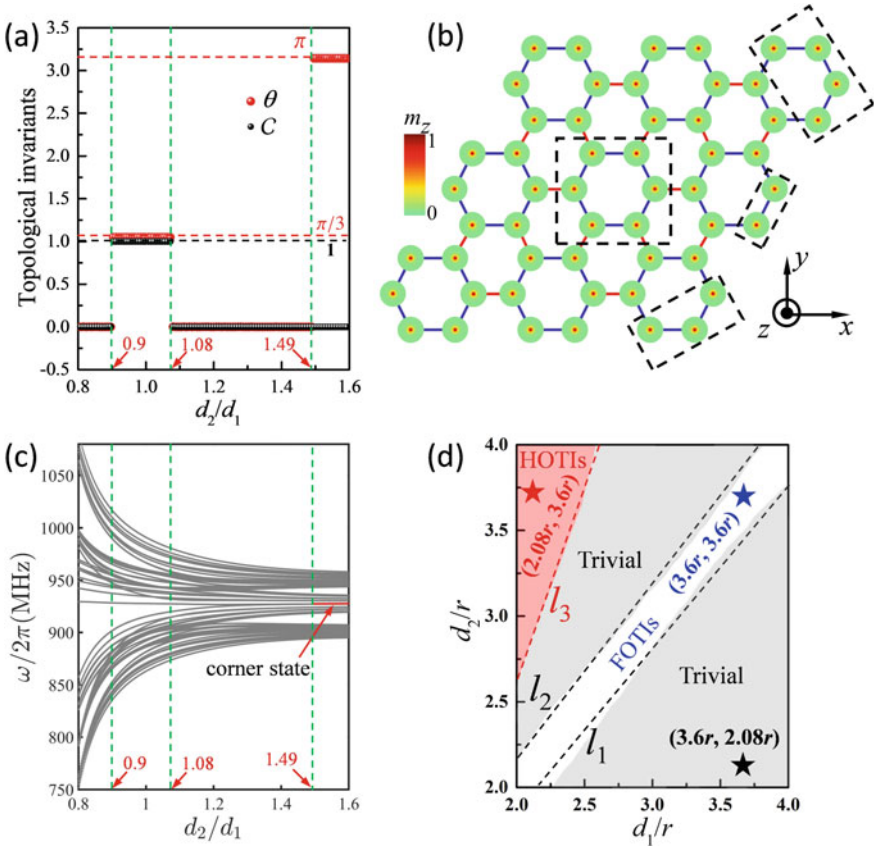 (a)
3.5
3.0
2.5
2.0
1.5
1.0
0.5
0.0
-0.5
Topological invariants
π
θ
C
π/3
1
0.9
1.08
1.49
0.8
1.0
1.2
1.4
1.6
d₂/d₁
(b)
m_z
1
0
y
z
x
(c)
1050
1000
950
900
850
800
750
ω/2π(MHz)
corner state
0.9
1.08
1.49
0.8
1
1.2
1.4
1.6
d₂/d₁
(d)
4.0
3.5
3.0
2.5
2.0
d₂/r
HOTIs
(2.08r, 3.6r)
Trivial
(3.6r, 3.6r)
l₃
FOTIs
l₂
Trivial
l₁
(3.6r, 2.08r)
2.0
2.5
3.0
3.5
4.0
d₁/r